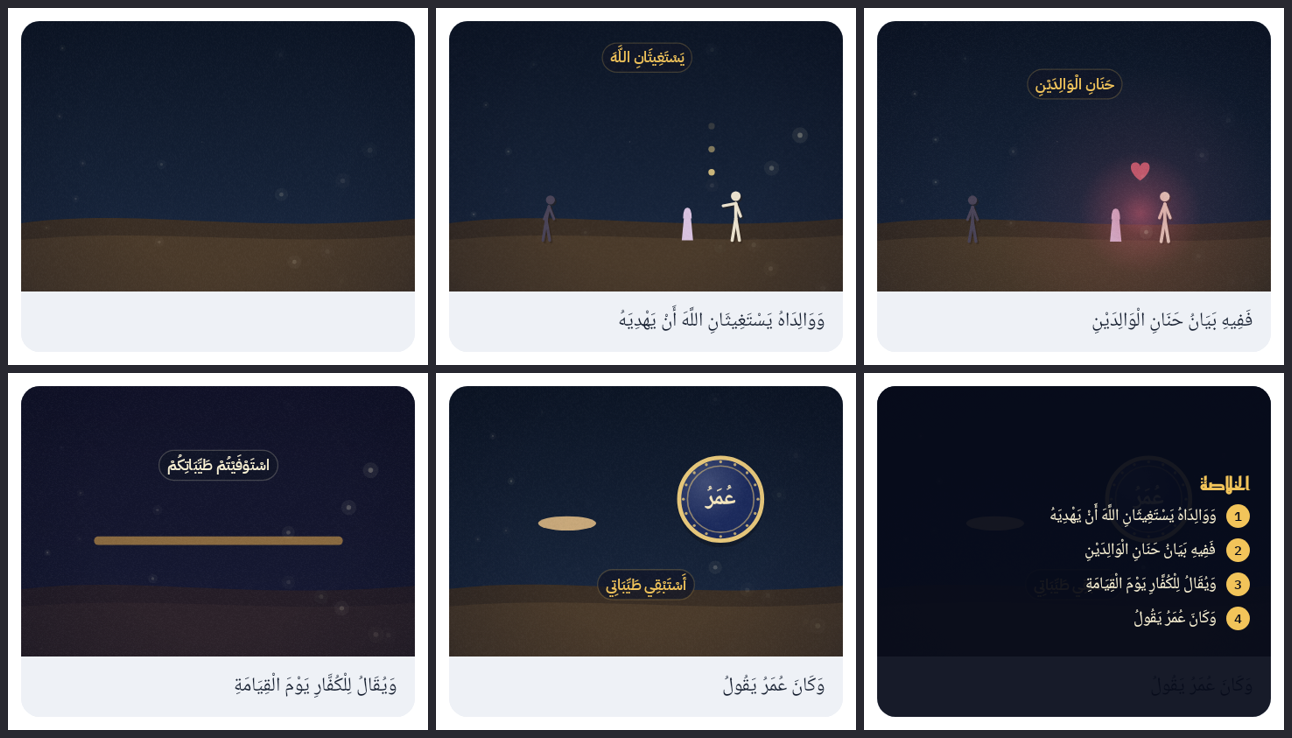 يَسْتَغِيثَانِ اللَّهَ
وَوَالِدَاهُ يَسْتَغِيثَانِ اللَّهَ أَنْ يَهْدِيَهُ
حَنَانِ الْوَالِدَيْنِ
فَفِيهِ بَيَانُ حَنَانِ الْوَالِدَيْنِ
اسْتَوْفَيْتُمْ طَيِّبَاتِكُمْ
وَيُقَالُ لِلْكُفَّارِ يَوْمَ الْقِيَامَةِ
عُمَرُ
أَسْتَبْقِي طَيِّبَاتِي
وَكَانَ عُمَرُ يَقُولُ
عُمَرُ
الخلاصة
1 وَوَالِدَاهُ يَسْتَغِيثَانِ اللَّهَ أَنْ يَهْدِيَهُ
2 فَفِيهِ بَيَانُ حَنَانِ الْوَالِدَيْنِ
3 وَيُقَالُ لِلْكُفَّارِ يَوْمَ الْقِيَامَةِ
4 وَكَانَ عُمَرُ يَقُولُ
وَكَانَ عُمَرُ يَقُولُ